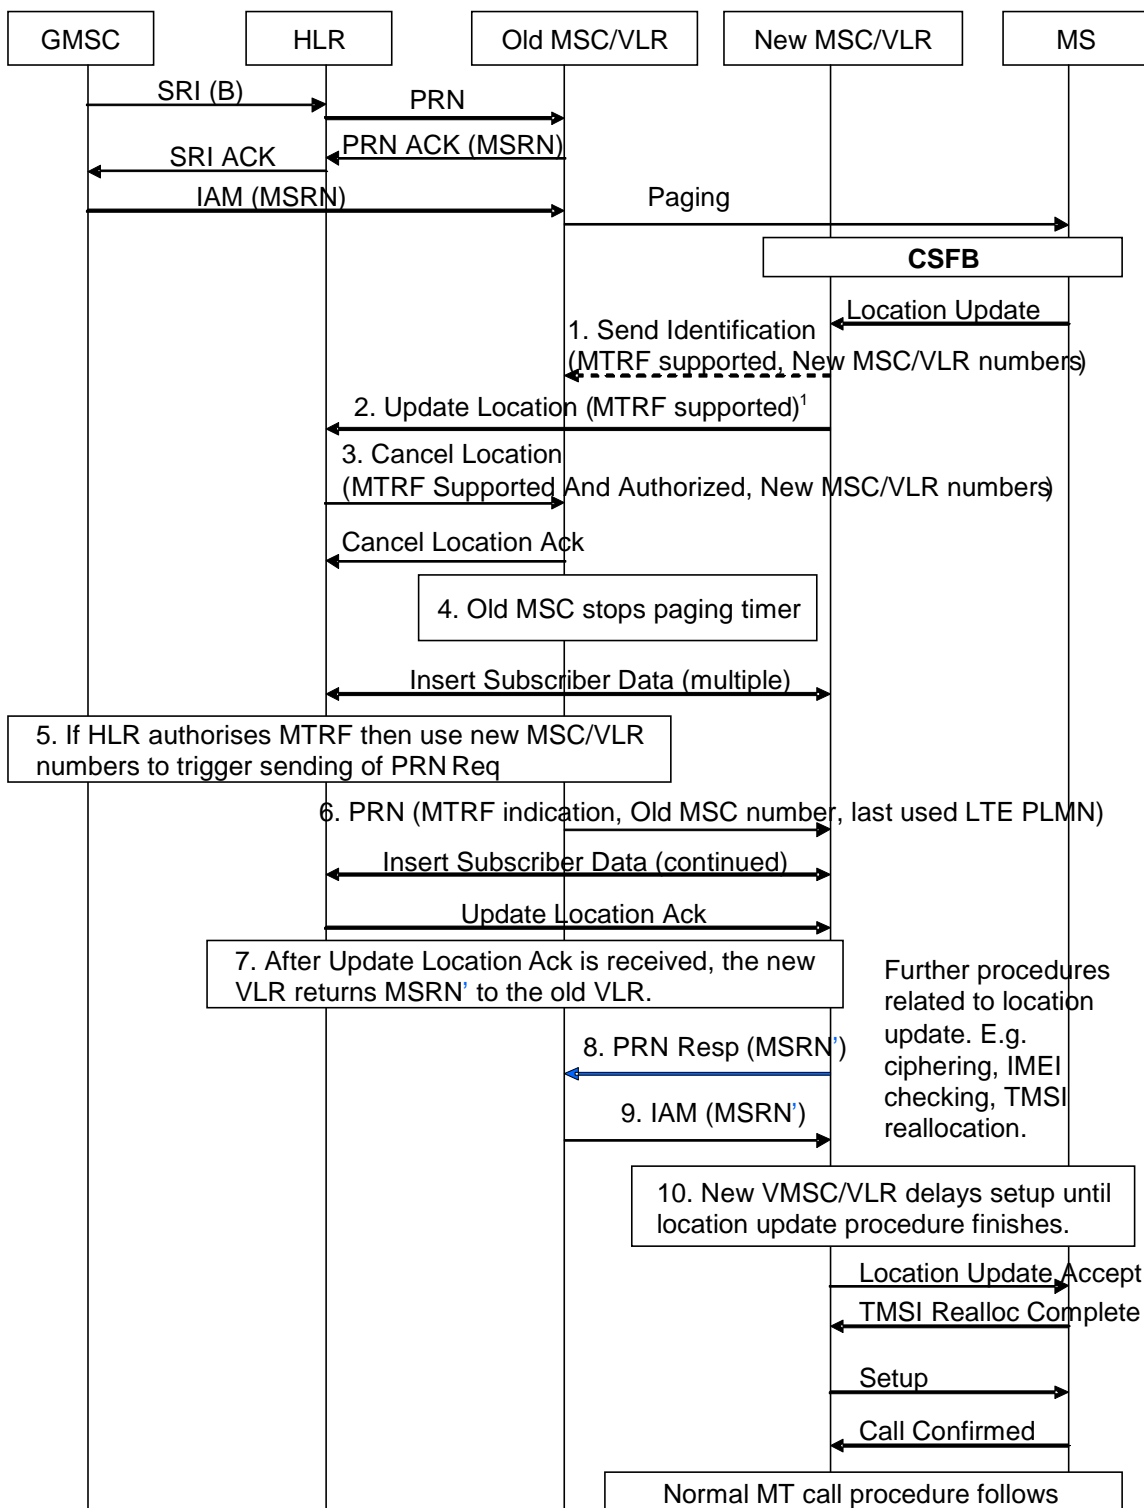 GMSC
HLR
Old MSC/VLR
New MSC/VLR
MS
SRI (B)
PRN
PRN ACK (MSRN)
SRI ACK
IAM (MSRN)
Paging
CSFB
Location Update
1. Send Identification
(MTRF supported, New MSC/VLR numbers)
2. Update Location (MTRF supported)¹
3. Cancel Location
(MTRF Supported And Authorized, New MSC/VLR numbers)
Cancel Location Ack
4. Old MSC stops paging timer
Insert Subscriber Data (multiple)
5. If HLR authorises MTRF then use new MSC/VLR
numbers to trigger sending of PRN Req
6. PRN (MTRF indication, Old MSC number, last used LTE PLMN)
Insert Subscriber Data (continued)
Update Location Ack
7. After Update Location Ack is received, the new
VLR returns MSRN’ to the old VLR.
Further procedures
related to location
update. E.g.
ciphering, IMEI
checking, TMSI
reallocation.
8. PRN Resp (MSRN’)
9. IAM (MSRN’)
10. New VMSC/VLR delays setup until
location update procedure finishes.
Location Update Accept
TMSI Realloc Complete
Setup
Call Confirmed
Normal MT call procedure follows